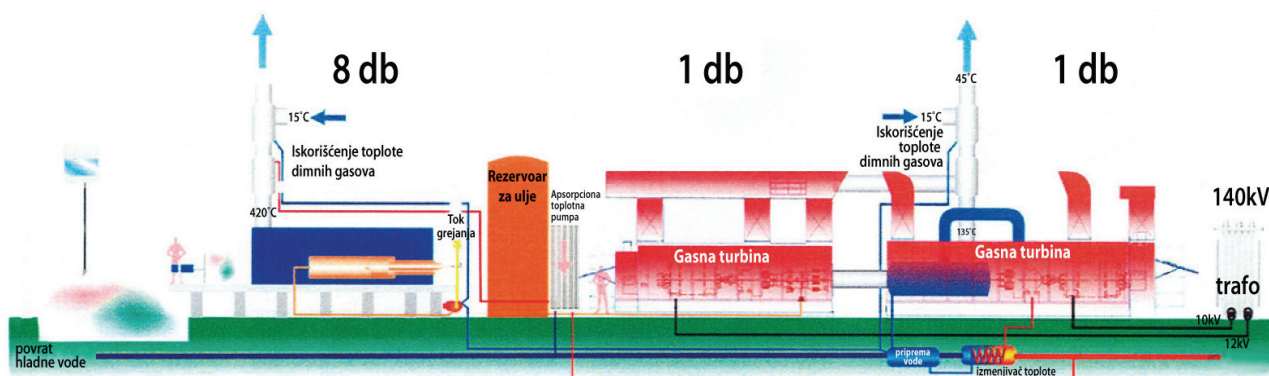 8 db
1 db
1 db
15°C
Iskorišćenje toplote
dimnih gasova
420°C
Tok
grejanja
Rezervoar
za ulje
Apsorpciona
toplotna
pumpa
Gasna turbina
45°C
15°C
Iskorišćenje
toplote
dimnih gasova
135°C
Gasna turbina
140kV
trafo
10kV
12kV
povrat
hladne vode
priprema
vode
izmenjivač toplote